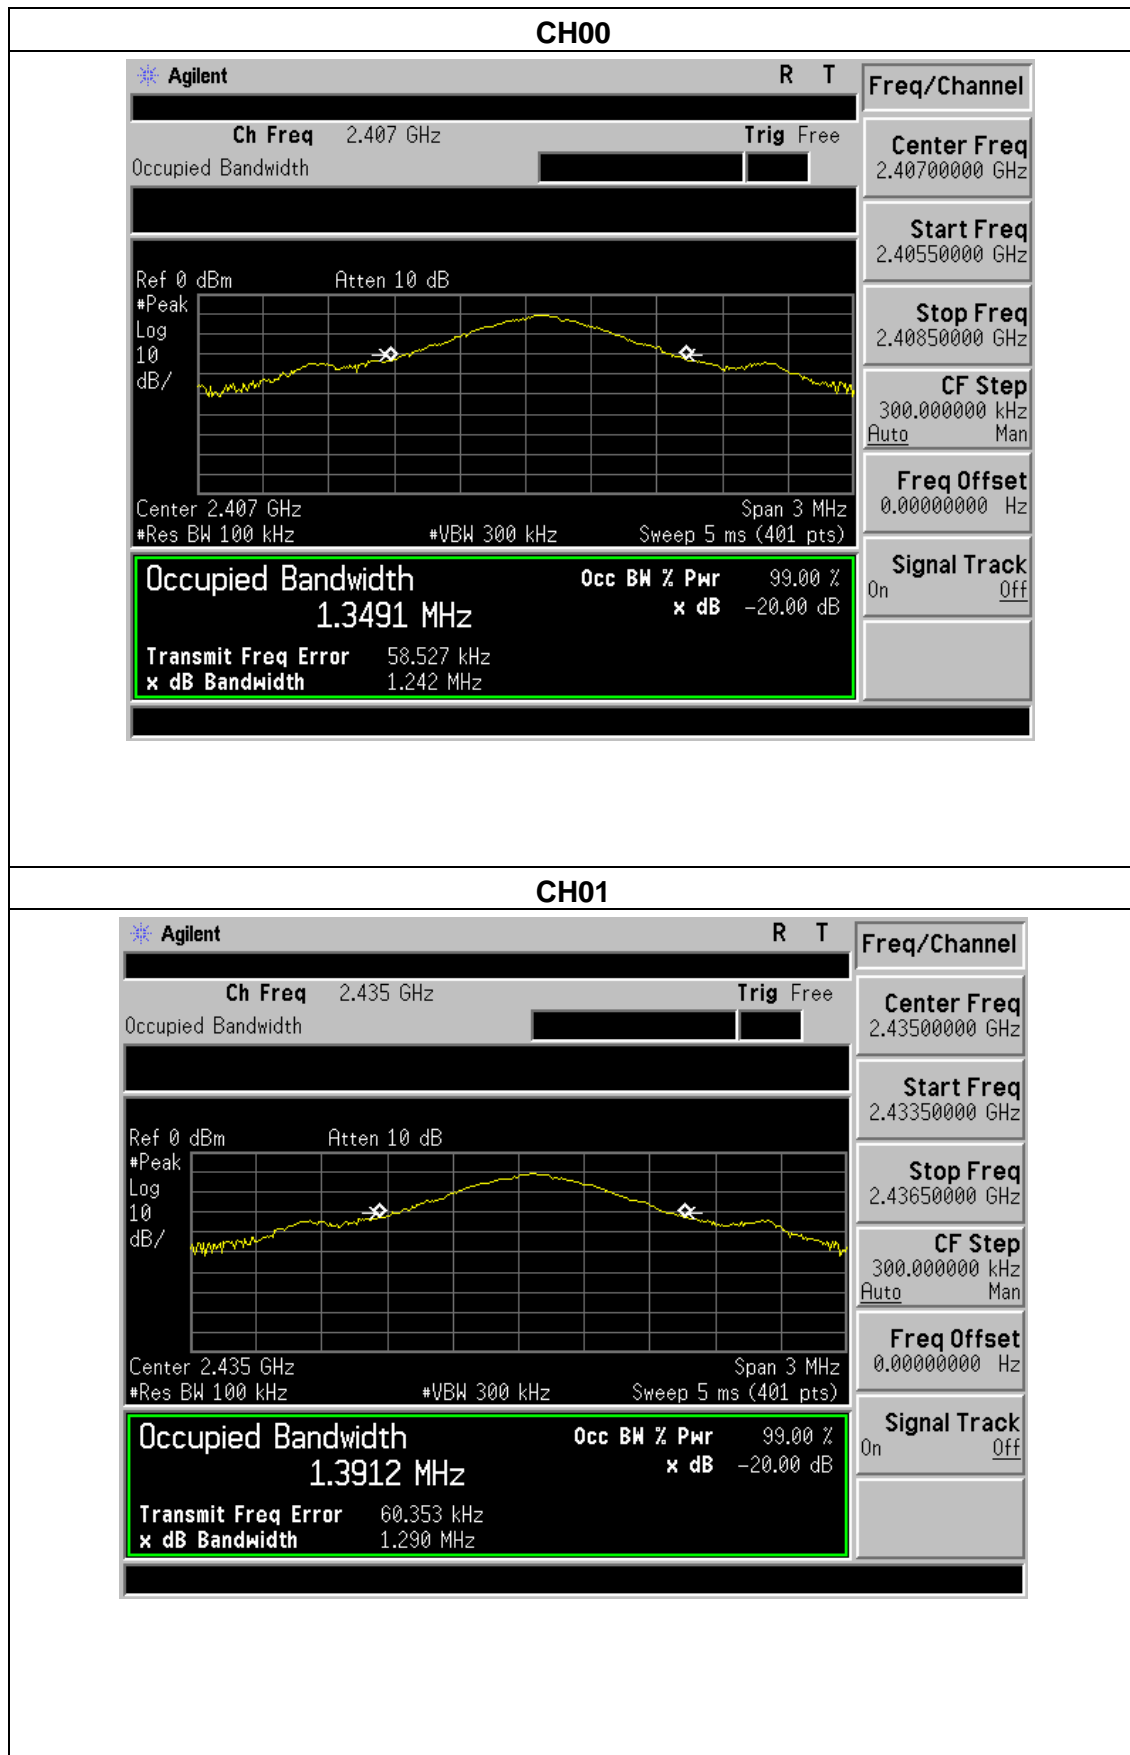 CH00
Agilent R T
Freq/Channel
Ch Freq 2.407 GHz Trig Free
Occupied Bandwidth
Center Freq
2.40700000 GHz
Start Freq
2.40550000 GHz
Stop Freq
2.40850000 GHz
CF Step
300.000000 kHz
Auto Man
Freq Offset
0.00000000 Hz
Signal Track
On Off
Ref 0 dBm Atten 10 dB
#Peak
Log
10
dB/
Center 2.407 GHz Span 3 MHz
#Res BW 100 kHz #VBW 300 kHz Sweep 5 ms (401 pts)
Occupied Bandwidth Occ BW % Pwr 99.00 %
1.3491 MHz x dB -20.00 dB
Transmit Freq Error 58.527 kHz
x dB Bandwidth 1.242 MHz
CH01
Agilent R T
Freq/Channel
Ch Freq 2.435 GHz Trig Free
Occupied Bandwidth
Center Freq
2.43500000 GHz
Start Freq
2.43350000 GHz
Stop Freq
2.43650000 GHz
CF Step
300.000000 kHz
Auto Man
Freq Offset
0.00000000 Hz
Signal Track
On Off
Ref 0 dBm Atten 10 dB
#Peak
Log
10
dB/
Center 2.435 GHz Span 3 MHz
#Res BW 100 kHz #VBW 300 kHz Sweep 5 ms (401 pts)
Occupied Bandwidth Occ BW % Pwr 99.00 %
1.3912 MHz x dB -20.00 dB
Transmit Freq Error 60.353 kHz
x dB Bandwidth 1.290 MHz